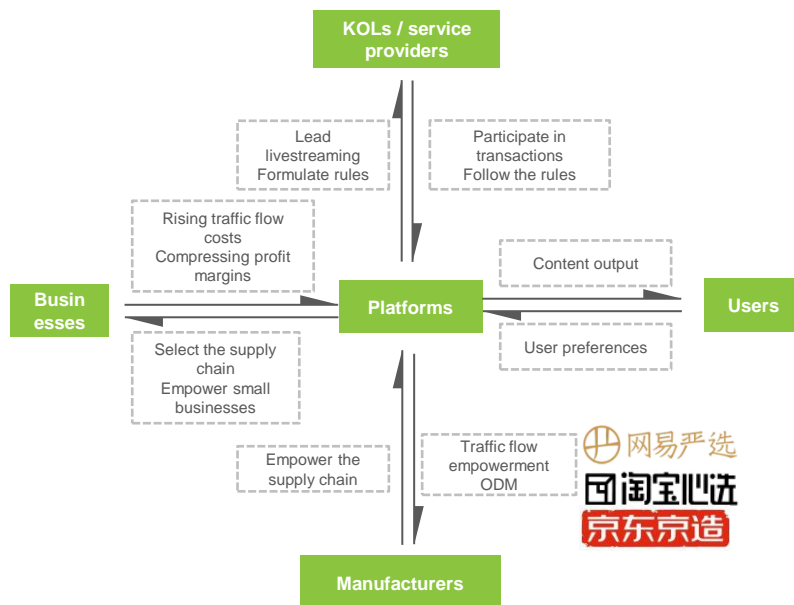 KOLs / service
providers
Lead
livestreaming
Formulate rules
Participate in
transactions
Follow the rules
Rising traffic flow
costs
Compressing profit
margins
Content output
Busin
esses
Platforms
Users
Select the supply
chain
Empower small
businesses
User preferences
Empower the
supply chain
Traffic flow
empowerment
ODM
网易严选
淘宝心选
京东京造
Manufacturers